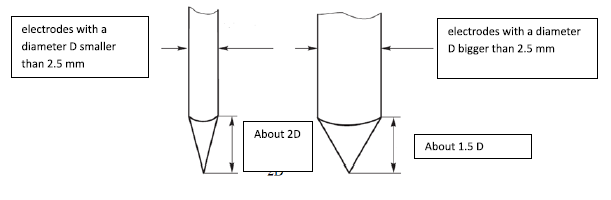 electrodes with a
diameter D smaller
than 2.5 mm
electrodes with a diameter
D bigger than 2.5 mm
About 2D
About 1.5 D
2D